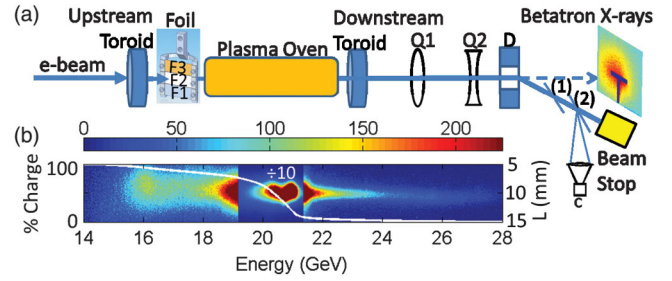 (a) Upstream Foil Downstream Betatron X-rays
Toroid Plasma Oven Toroid Q1 Q2 D
e-beam
F3
F2
F1
(1)
(2)
Beam
Stop
c
(b)
0 50 100 150 200
% Charge
100
0
÷10
5
10
15
L (mm)
14 16 18 20 22 24 26 28
Energy (GeV)